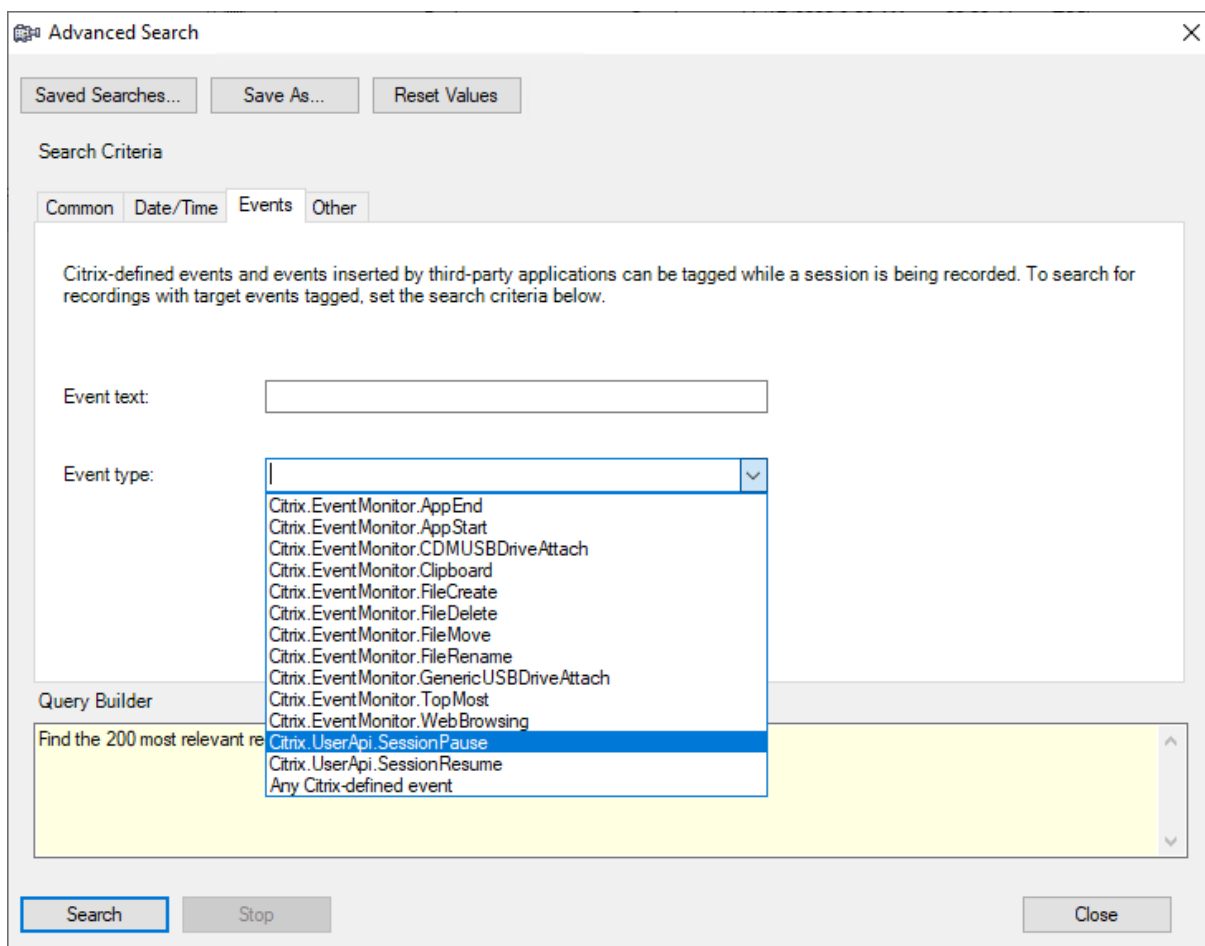 Advanced Search
Saved Searches... Save As... Reset Values
Search Criteria
Common Date/Time Events Other
Citrix-defined events and events inserted by third-party applications can be tagged while a session is being recorded. To search for
recordings with target events tagged, set the search criteria below.
Event text:
Event type:
Citrix.EventMonitor.AppEnd
Citrix.EventMonitor.AppStart
Citrix.EventMonitor.CDMUSBDriveAttach
Citrix.EventMonitor.Clipboard
Citrix.EventMonitor.FileCreate
Citrix.EventMonitor.FileDelete
Citrix.EventMonitor.FileMove
Citrix.EventMonitor.FileRename
Citrix.EventMonitor.GenericUSBDriveAttach
Citrix.EventMonitor.TopMost
Citrix.EventMonitor.WebBrowsing
Citrix.UserApi.SessionPause
Citrix.UserApi.SessionResume
Any Citrix-defined event
Query Builder
Find the 200 most relevant re
Search Stop Close